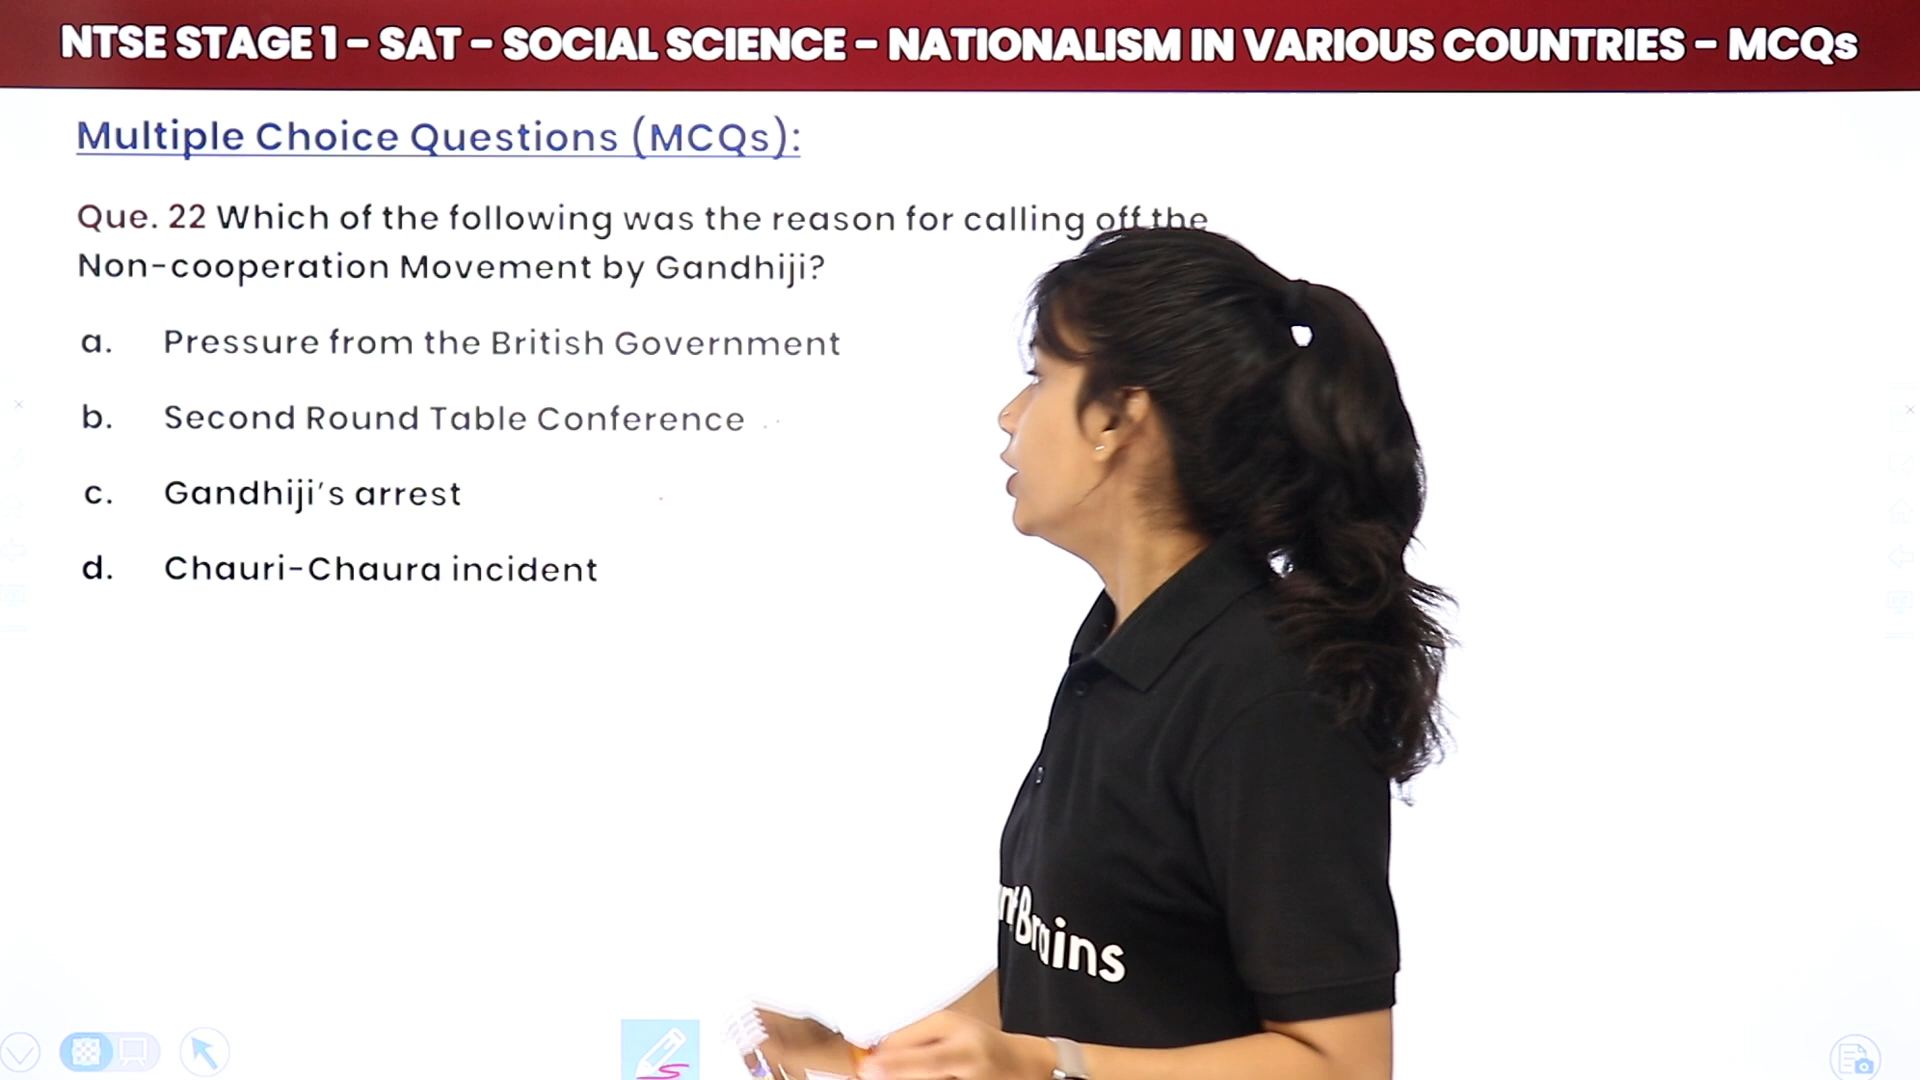 NTSE STAGE 1 - SAT - SOCIAL SCIENCE - NATIONALISM IN VARIOUS COUNTRIES - MCQs
Multiple Choice Questions (MCQs):
Que. 22 Which of the following was the reason for calling off the
Non-cooperation Movement by Gandhiji?
a. Pressure from the British Government
b. Second Round Table Conference
c. Gandhiji's arrest
d. Chauri-Chaura incident
Brains